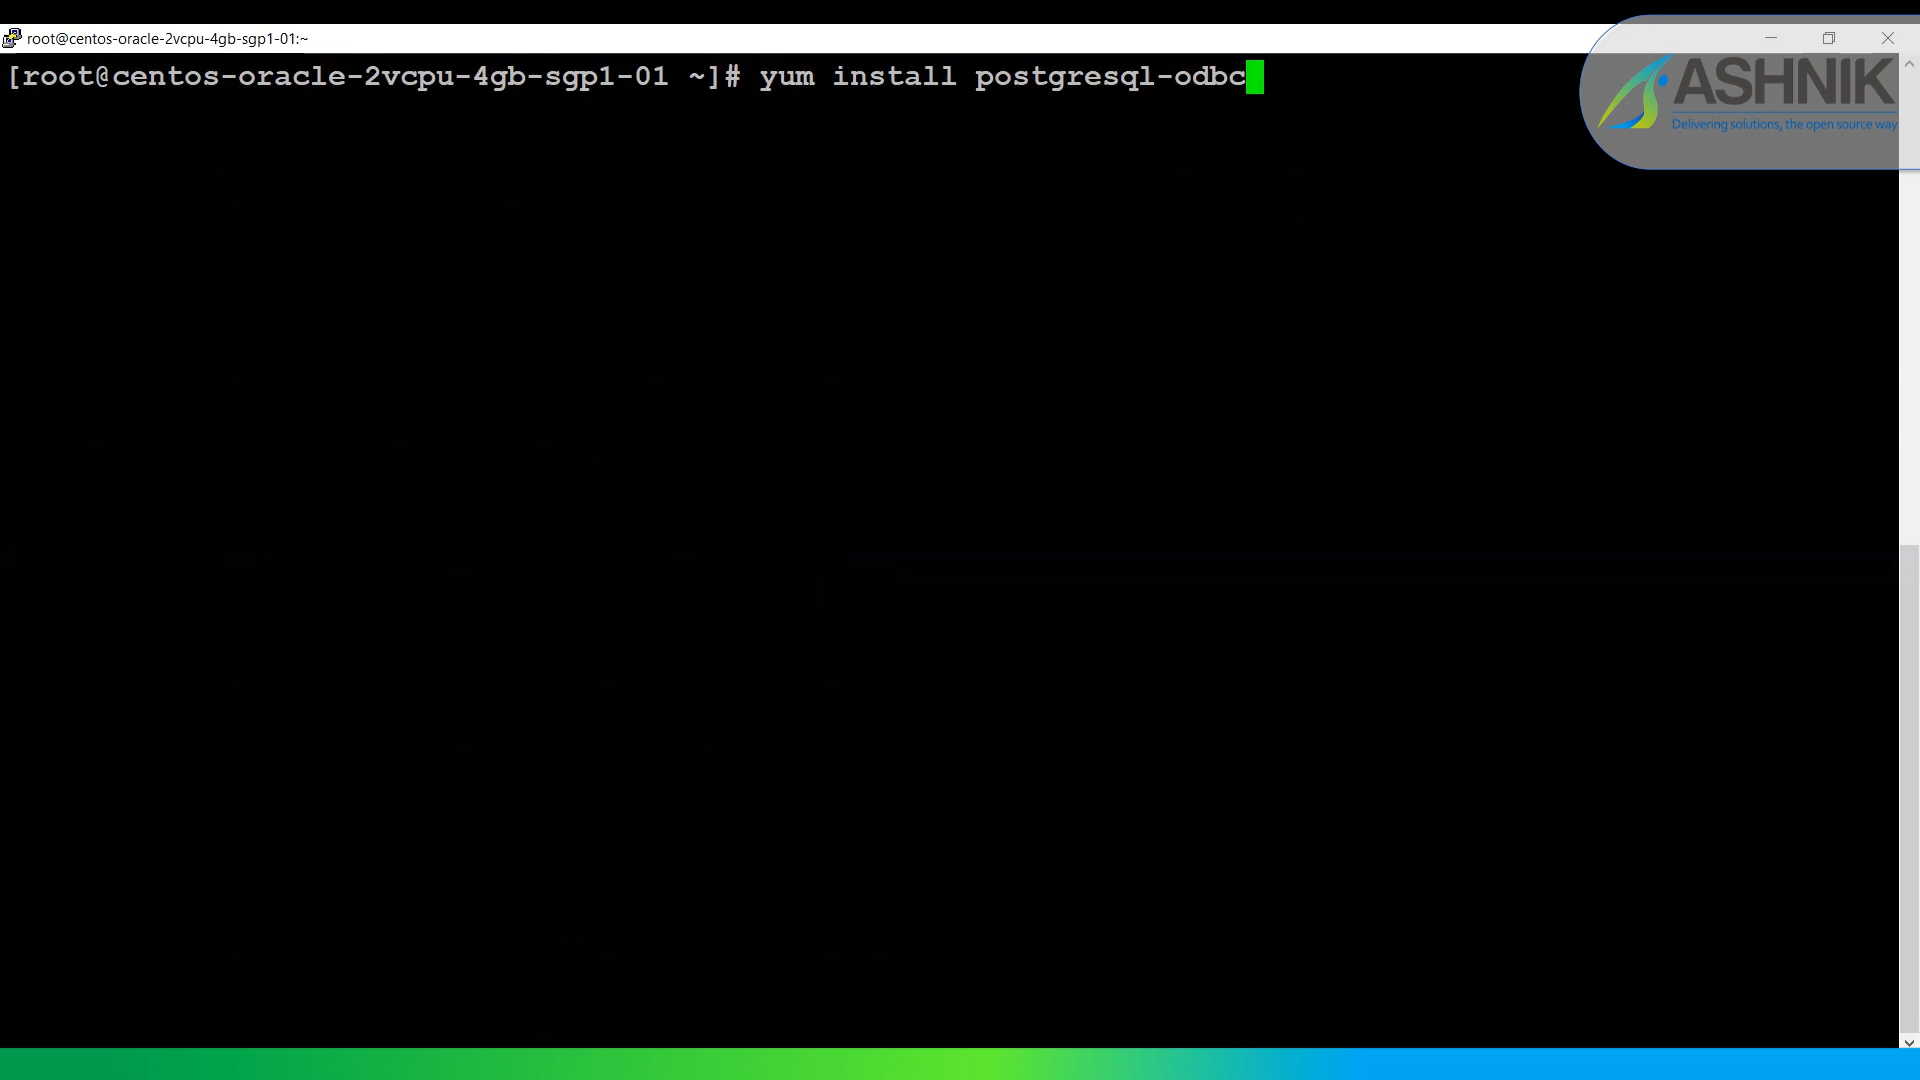 root@centos-oracle-2vcpu-4gb-sgp1-01:~
[root@centos-oracle-2vcpu-4gb-sgp1-01 ~]# yum install postgresql-odbc
ASHNIK
Delivering solutions, the open source way